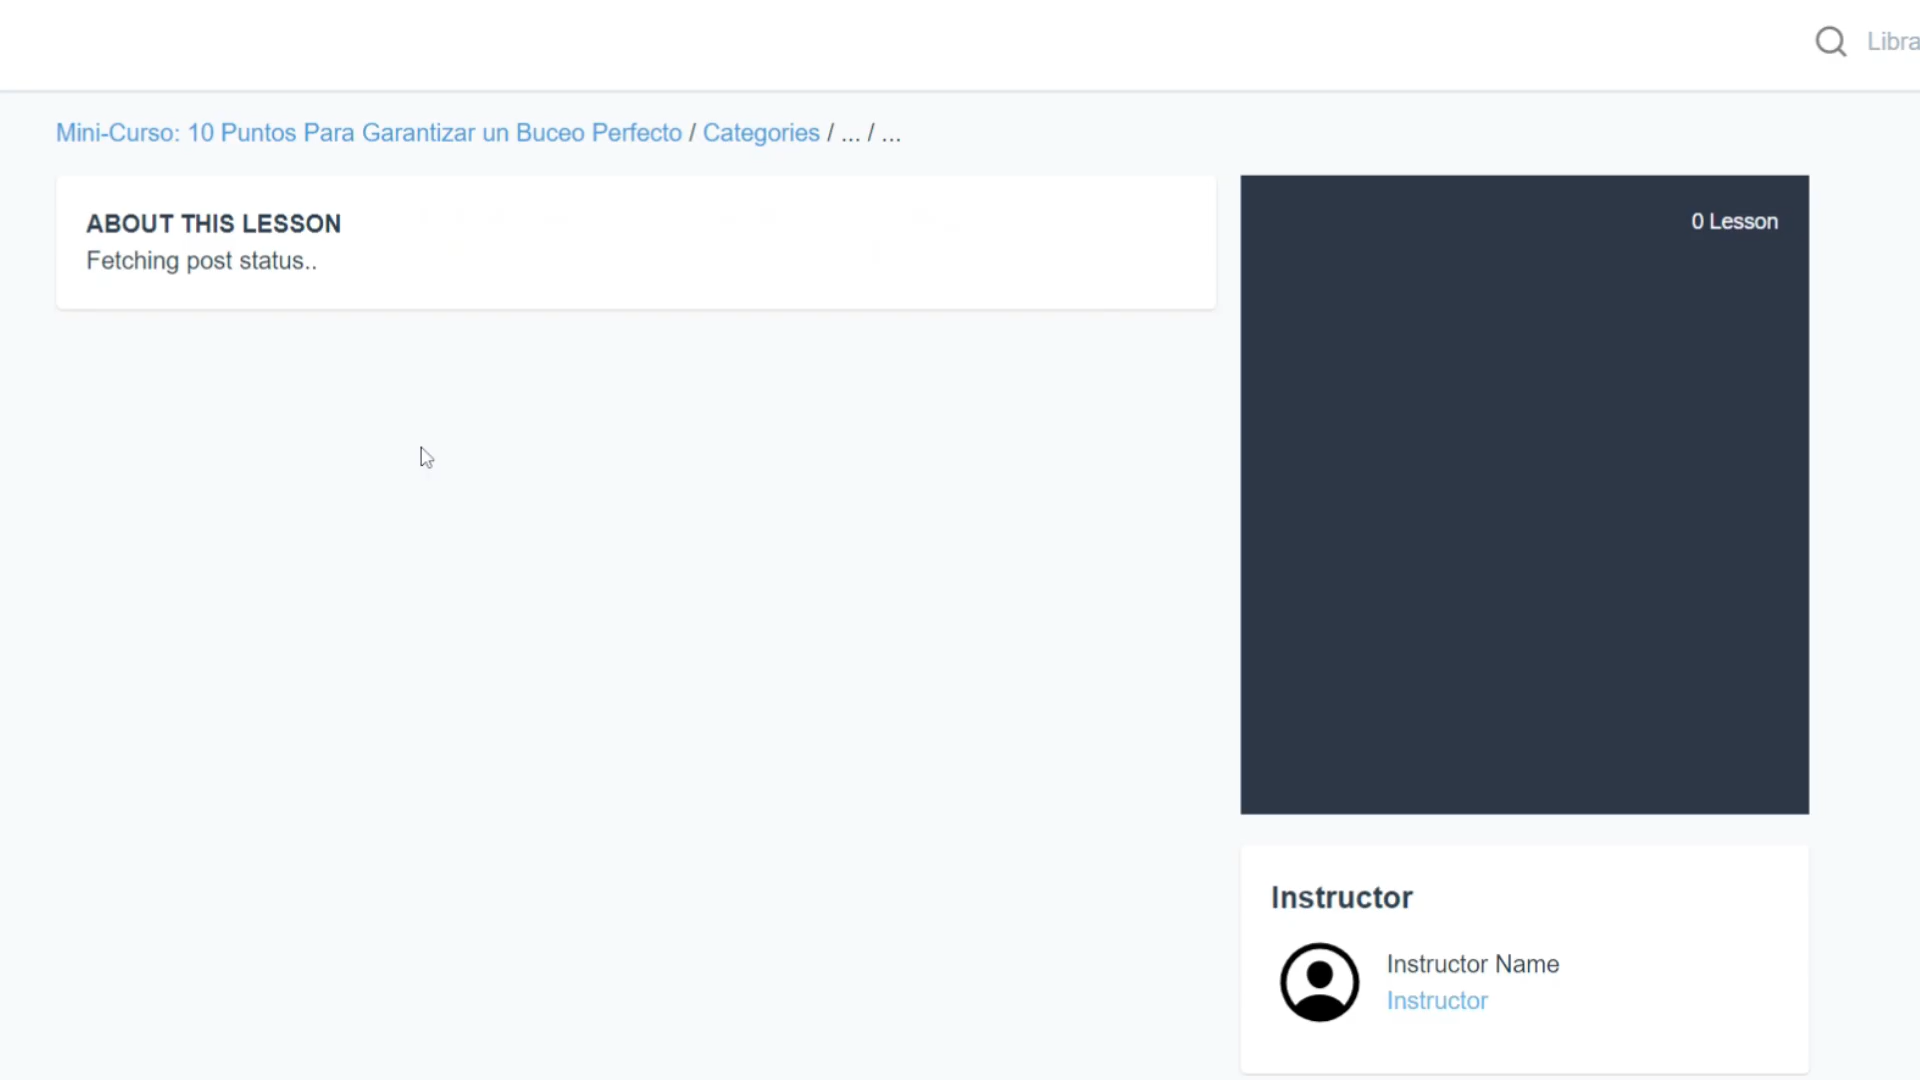 Mini-Curso: 10 Puntos Para Garantizar un Buceo Perfecto / Categories / ... / ...
ABOUT THIS LESSON
Fetching post status..
0 Lesson
Instructor
Instructor Name
Instructor